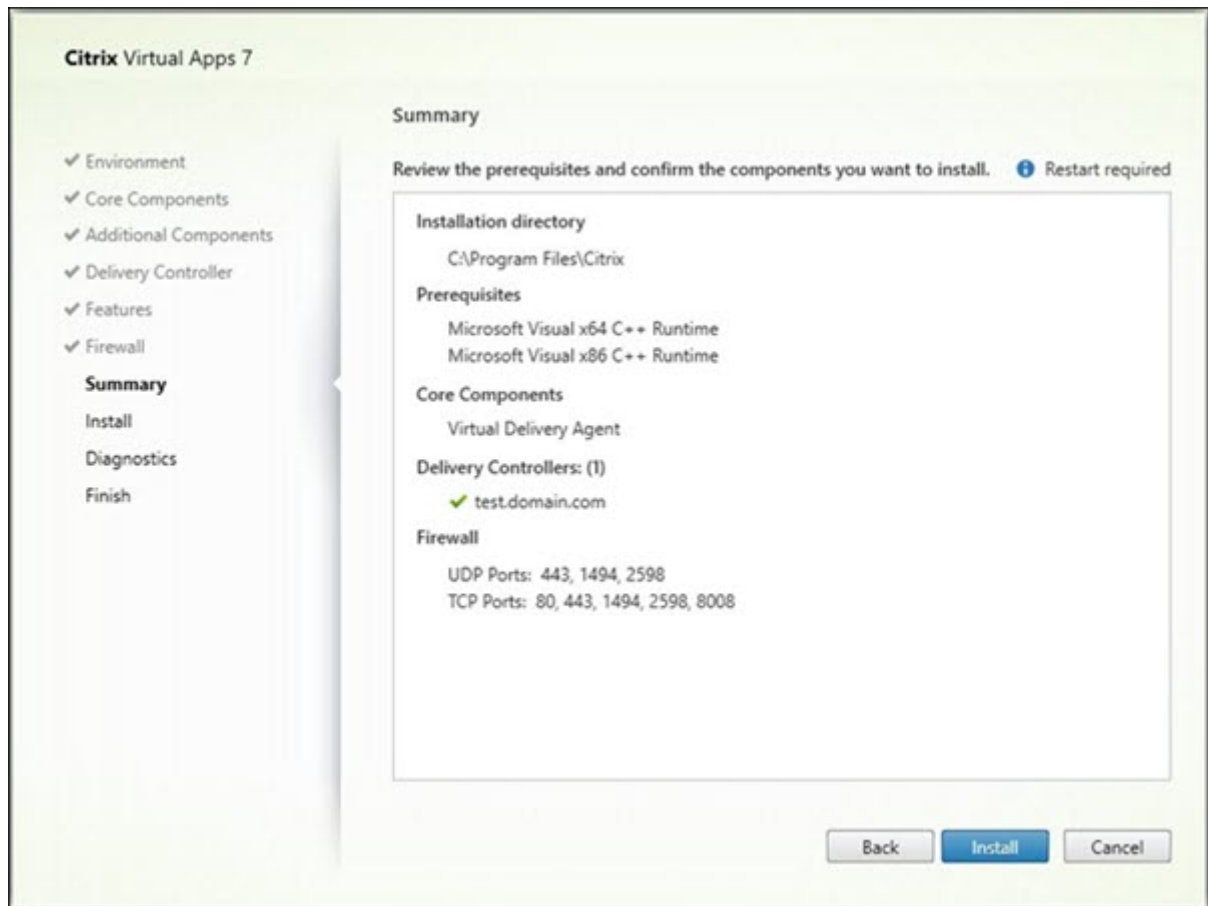 Citrix Virtual Apps 7
Environment
Core Components
Additional Components
Delivery Controller
Features
Firewall
Summary
Install
Diagnostics
Finish
Summary
Review the prerequisites and confirm the components you want to install. Restart required
Installation directory
C:\Program Files\Citrix
Prerequisites
Microsoft Visual x64 C++ Runtime
Microsoft Visual x86 C++ Runtime
Core Components
Virtual Delivery Agent
Delivery Controllers: (1)
test.domain.com
Firewall
UDP Ports: 443, 1494, 2598
TCP Ports: 80, 443, 1494, 2598, 8008
Back Install Cancel